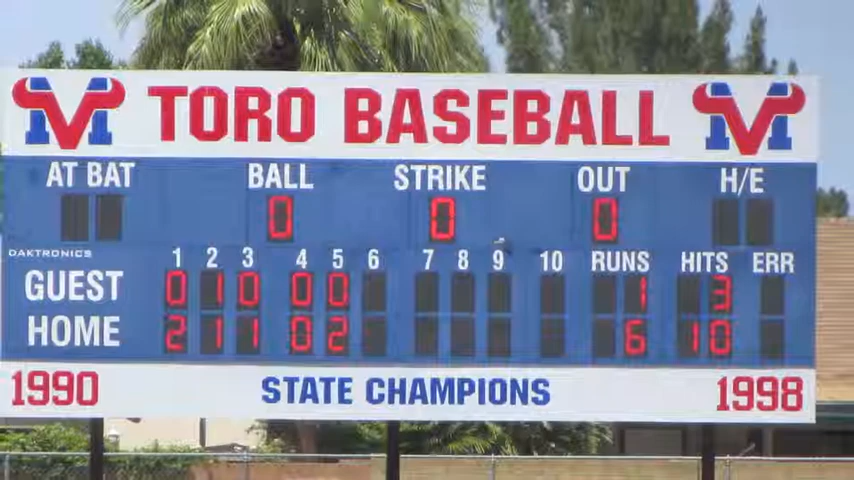 TORO BASEBALL
AT BAT BALL STRIKE OUT H/E
0 0 0
DAKTRONICS 1 2 3 4 5 6 7 8 9 10 RUNS HITS ERR
GUEST 0 1 0 0 0 1 3
HOME 2 1 1 0 2 6 10
1990 STATE CHAMPIONS 1998